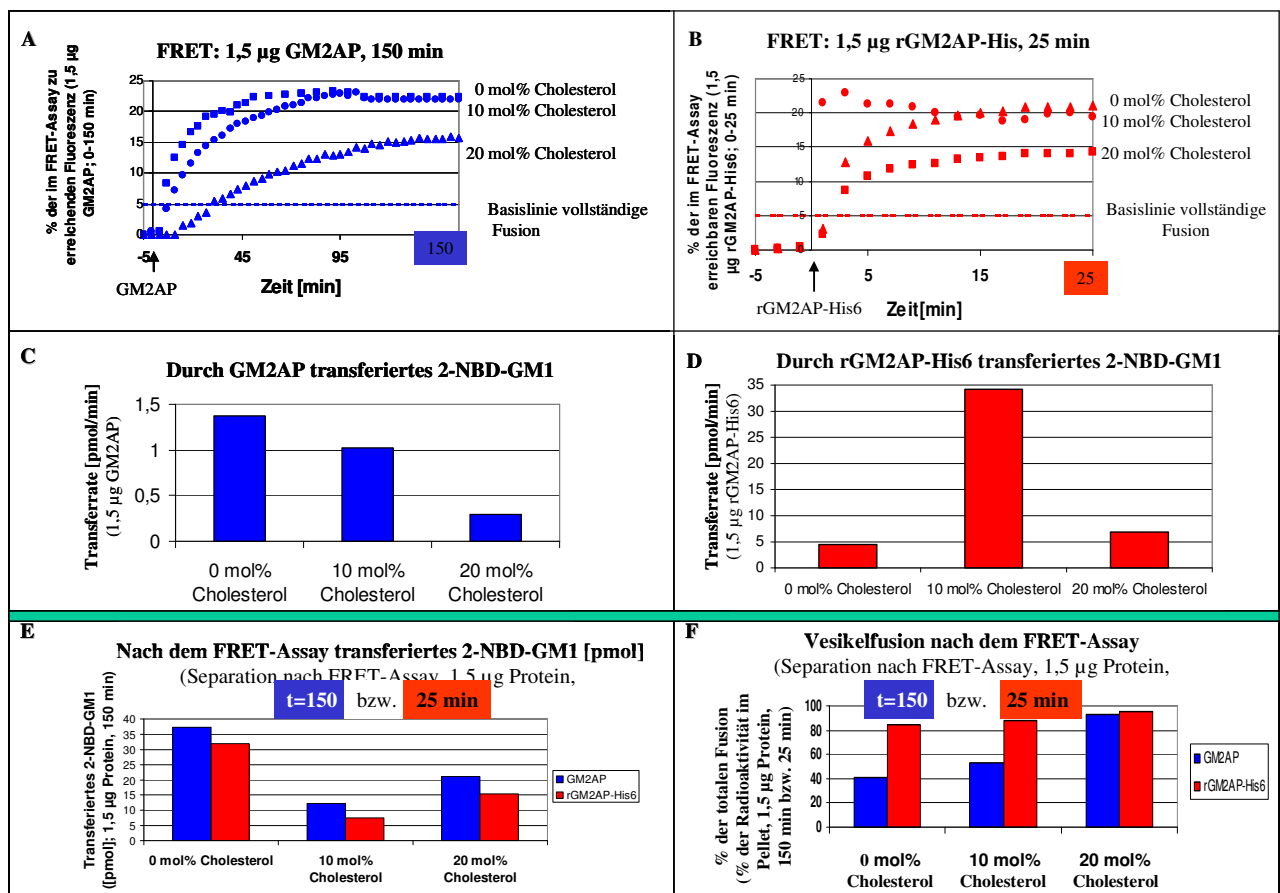 A
FRET: 1,5 µg GM2AP, 150 min
% der im FRET-Assay zu
erreichenden Fluoreszenz (1,5 µg
GM2AP; 0-150 min)
25
20
15
10
5
0
-5
45
95
150
0 mol% Cholesterol
10 mol% Cholesterol
20 mol% Cholesterol
Basislinie vollständige
Fusion
GM2AP
Zeit [min]
B
FRET: 1,5 µg rGM2AP-His, 25 min
% der im FRET-Assay
erreichbaren Fluoreszenz (1,5
µg rGM2AP-His6; 0-25 min)
25
20
15
10
5
0
-5
5
15
25
0 mol% Cholesterol
10 mol% Cholesterol
20 mol% Cholesterol
Basislinie vollständige
Fusion
rGM2AP-His6
Zeit[min]
C
Durch GM2AP transferiertes 2-NBD-GM1
Transferrate [pmol/min]
(1,5 µg GM2AP)
1,5
1
0,5
0
0 mol%
Cholesterol
10 mol%
Cholesterol
20 mol%
Cholesterol
D
Durch rGM2AP-His6 transferiertes 2-NBD-GM1
Transferrate [pmol/min]
(1,5 µg rGM2AP-His6)
35
30
25
20
15
10
5
0
0 mol% Cholesterol
10 mol% Cholesterol
20 mol% Cholesterol
E
Nach dem FRET-Assay transferiertes 2-NBD-GM1 [pmol]
(Separation nach FRET-Assay, 1,5 µg Protein,
t=150 bzw. 25 min
Transferiertes 2-NBD-GM1
([pmol]; 1,5 µg Protein, 150 min)
40
35
30
25
20
15
10
5
0
0 mol% Cholesterol
10 mol%
Cholesterol
20 mol%
Cholesterol
GM2AP
rGM2AP-His6
F
Vesikelfusion nach dem FRET-Assay
(Separation nach FRET-Assay, 1,5 µg Protein,
t=150 bzw. 25 min
% der totalen Fusion
(% der Radioaktivität im
Pellet, 1,5 µg Protein,
150 min bzw. 25 min)
100
80
60
40
20
0
0 mol%
Cholesterol
10 mol%
Cholesterol
20 mol%
Cholesterol
GM2AP
rGM2AP-His6